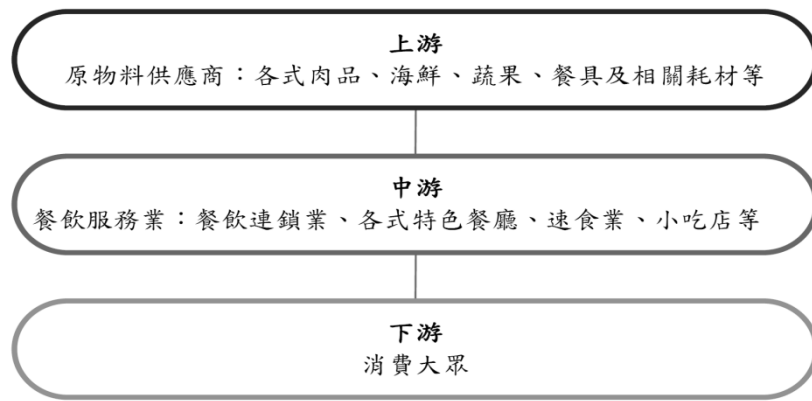 上游
原物料供應商：各式肉品、海鮮、蔬果、餐具及相關耗材等
中游
餐飲服務業：餐飲連鎖業、各式特色餐廳、速食業、小吃店等
下游
消費大眾